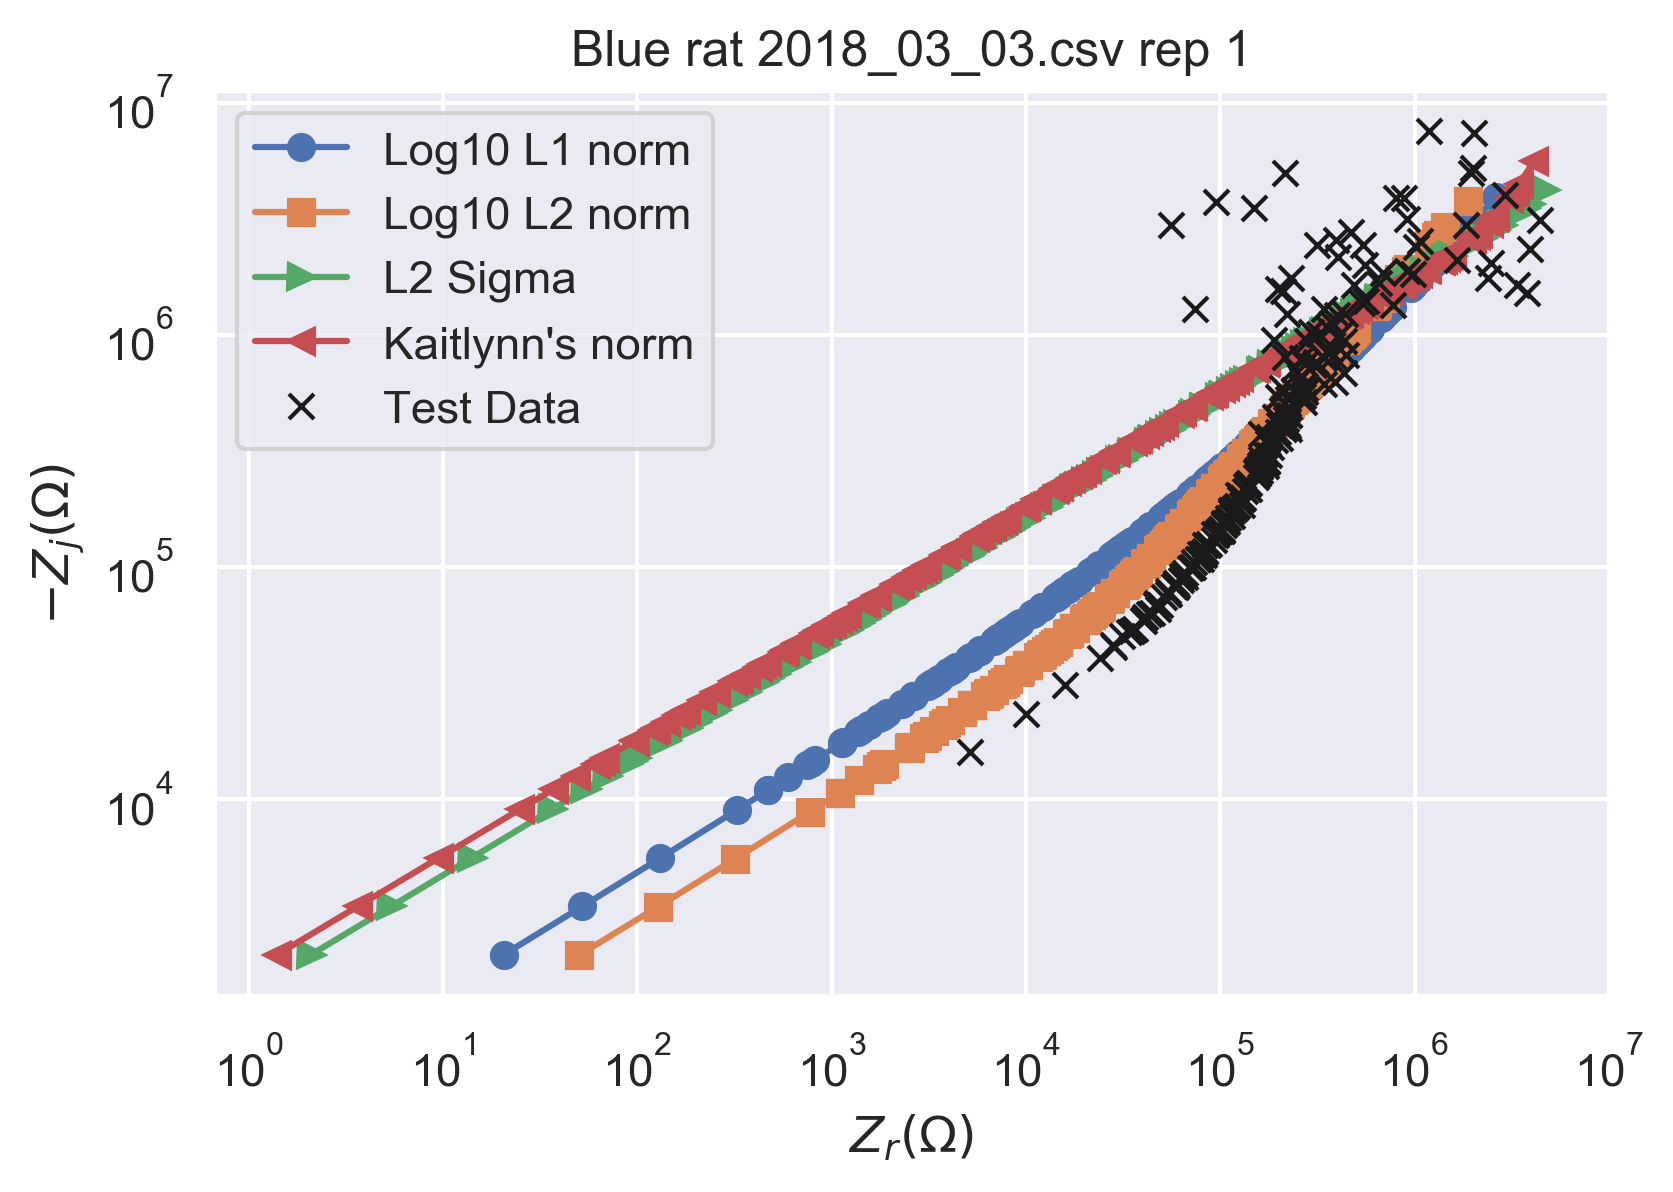 Blue rat 2018_03_03.csv rep 1
10^7
10^6
10^5
10^4
−Z_j(Ω)
Log10 L1 norm
Log10 L2 norm
L2 Sigma
Kaitlynn's norm
Test Data
10^0 10^1 10^2 10^3 10^4 10^5 10^6 10^7
Z_r(Ω)